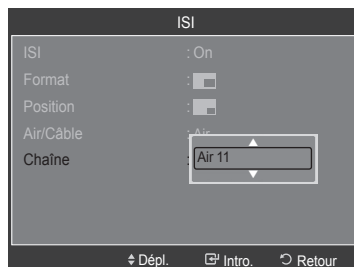 ISI
ISI : On
Format :
Position :
Air/Câble : Air
Chaîne : Air 11
Dépl. Intro. Retour